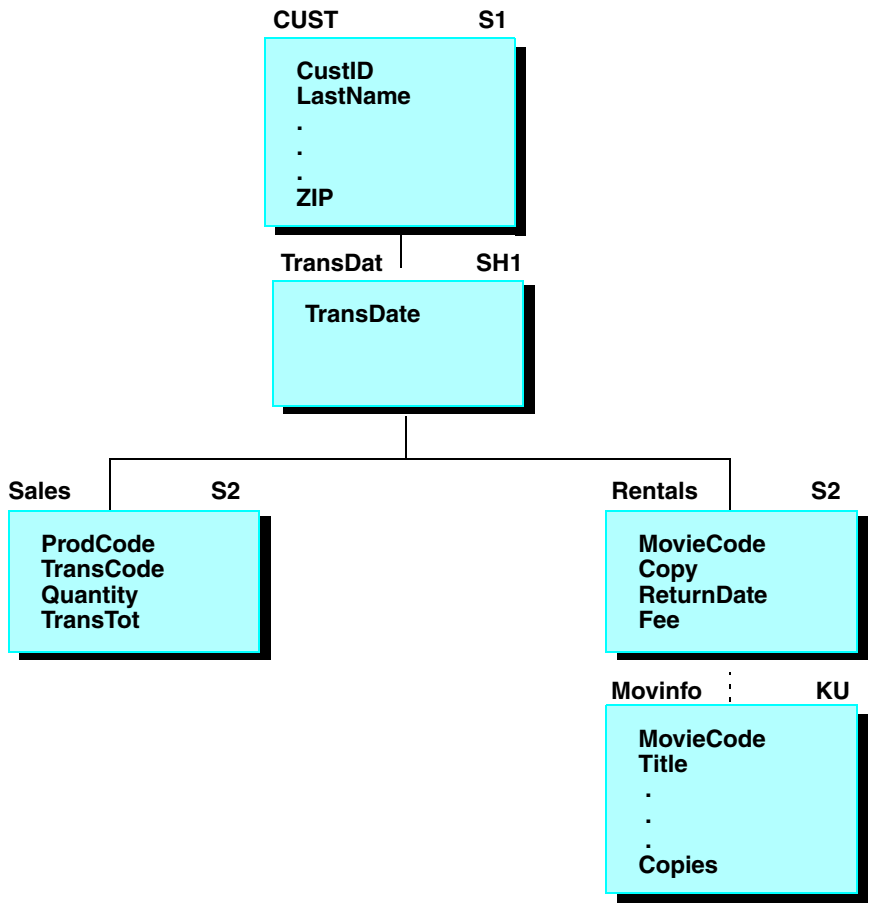 CUST S1
CustID
LastName
.
.
.
ZIP
TransDat SH1
TransDate
Sales S2
ProdCode
TransCode
Quantity
TransTot
Rentals S2
MovieCode
Copy
ReturnDate
Fee
Movinfo KU
MovieCode
Title
.
.
.
Copies